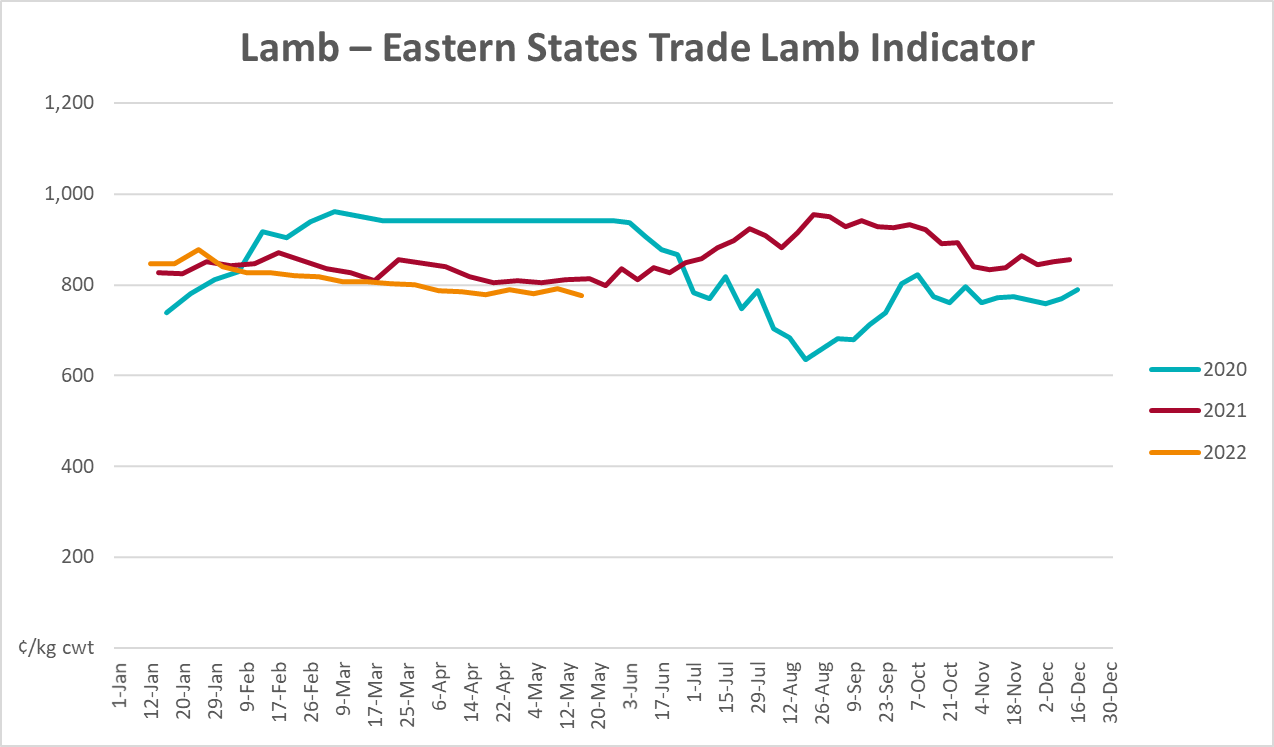 Lamb – Eastern States Trade Lamb Indicator
1,200
1,000
800
600
400
200
¢/kg cwt
1-Jan
12-Jan
20-Jan
29-Jan
9-Feb
17-Feb
26-Feb
9-Mar
17-Mar
25-Mar
6-Apr
14-Apr
22-Apr
4-May
12-May
20-May
3-Jun
17-Jun
1-Jul
15-Jul
29-Jul
12-Aug
26-Aug
9-Sep
23-Sep
7-Oct
21-Oct
4-Nov
18-Nov
2-Dec
16-Dec
30-Dec
2020
2021
2022